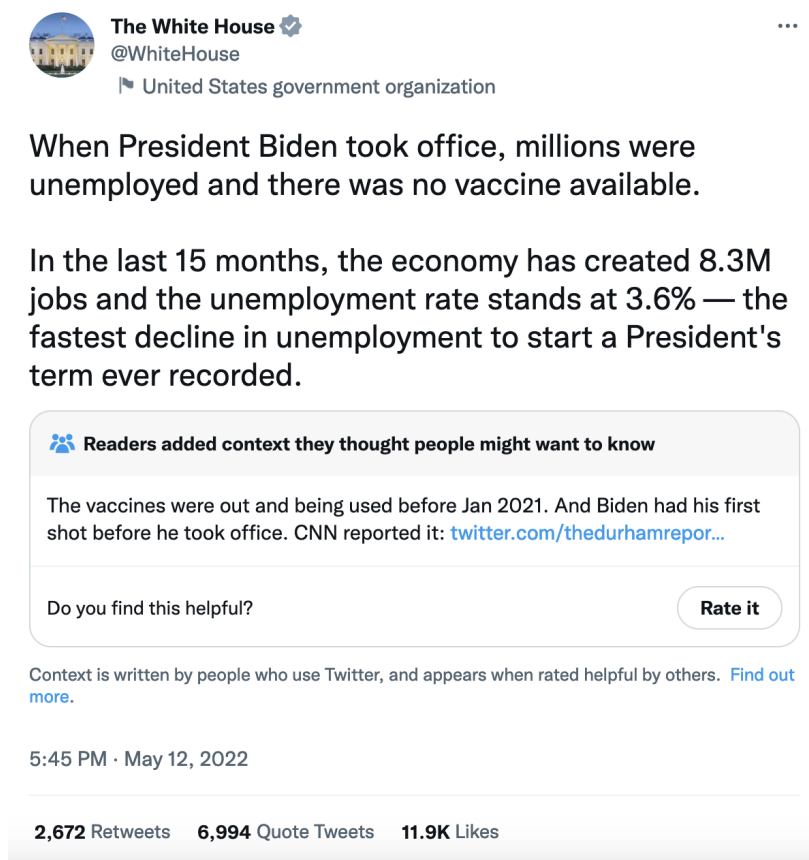 The White House
@WhiteHouse
United States government organization
When President Biden took office, millions were
unemployed and there was no vaccine available.
In the last 15 months, the economy has created 8.3M
jobs and the unemployment rate stands at 3.6% — the
fastest decline in unemployment to start a President's
term ever recorded.
Readers added context they thought people might want to know
The vaccines were out and being used before Jan 2021. And Biden had his first
shot before he took office. CNN reported it: twitter.com/thedurhamrepor...
Do you find this helpful?
Rate it
Context is written by people who use Twitter, and appears when rated helpful by others. Find out
more.
5:45 PM · May 12, 2022
2,672 Retweets 6,994 Quote Tweets 11.9K Likes